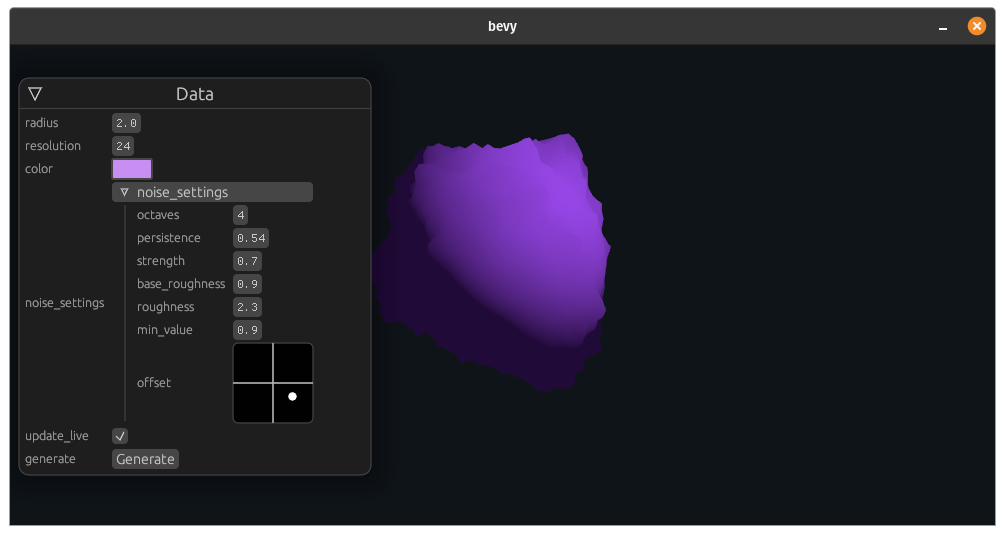 bevy
Data
radius 2.0
resolution 24
color
noise_settings
octaves 4
persistence 0.54
strength 0.7
base_roughness 0.9
noise_settings
roughness 2.3
min_value 0.9
offset
update_live
generate Generate